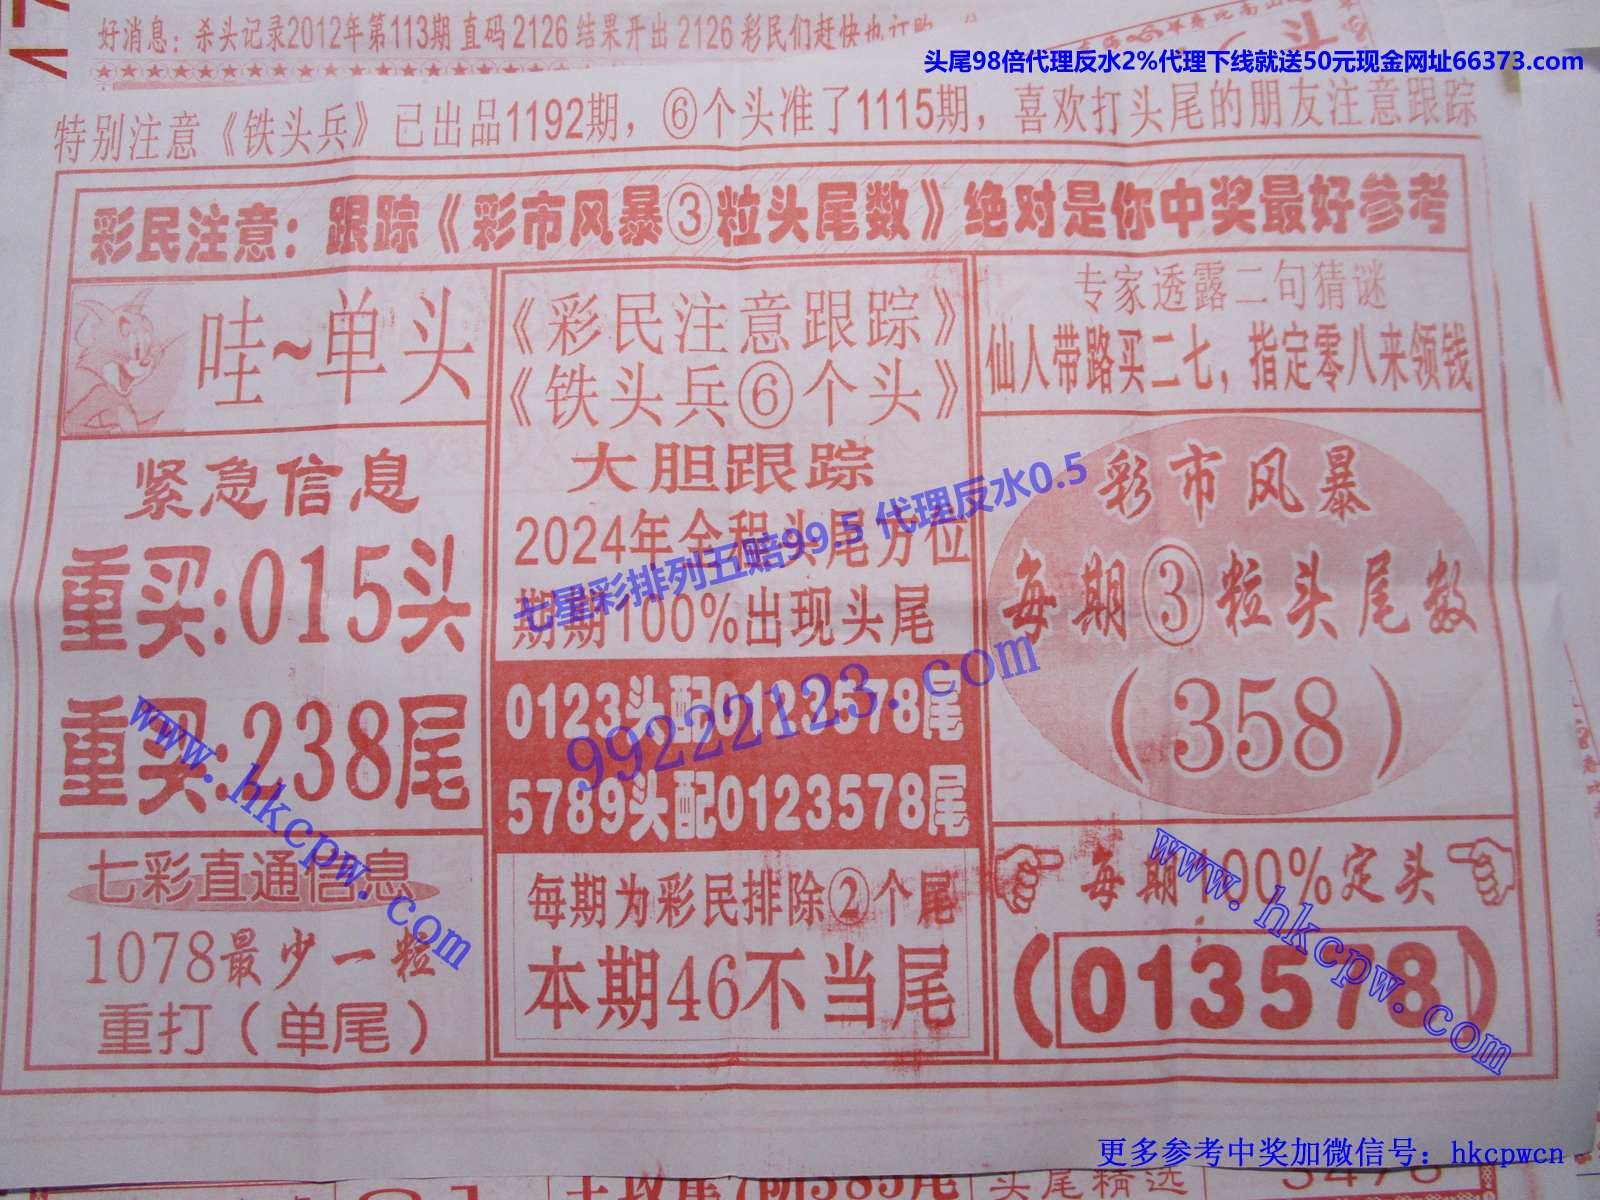 好消息：杀头记录2012年第113期 直码 2126 结果开出 2126 彩民们赶快
头尾98倍代理反水2%代理下线就送50元现金网址66373.com
特别注意《铁头兵》已出品1192期，⑥个头准了1115期，喜欢打头尾的朋友注意跟踪
彩民注意：跟踪《彩市风暴③粒头尾数》绝对是你中奖最好参考
哇~单头
紧急信息
重买:015头
重买:238尾
七彩直通信息
1078最少一粒
重打（单尾）
《彩民注意跟踪》
《铁头兵⑥个头》
大胆跟踪
2024年全程头尾分位
期期100%出现头尾
七星彩排列五赔99.5 代理反水0.5
0123头配0123578尾
5789头配0123578尾
99222123.com
每期为彩民排除②个尾
本期46不当尾
专家透露二句猜谜
仙人带路买二七，指定零八来领钱
彩市风暴
每期③粒头尾数
（358）
每期100%定头
（013578）
www.hkcpw.com
www.hkcpw.com
更多参考中奖加微信号：hkcpwcn
头尾精选